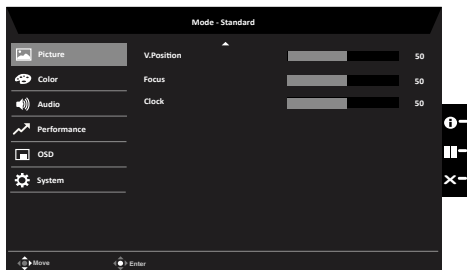 Mode - Standard
Picture
V.Position 50
Color
Focus 50
Audio
Clock 50
Performance
OSD
System
Move Enter